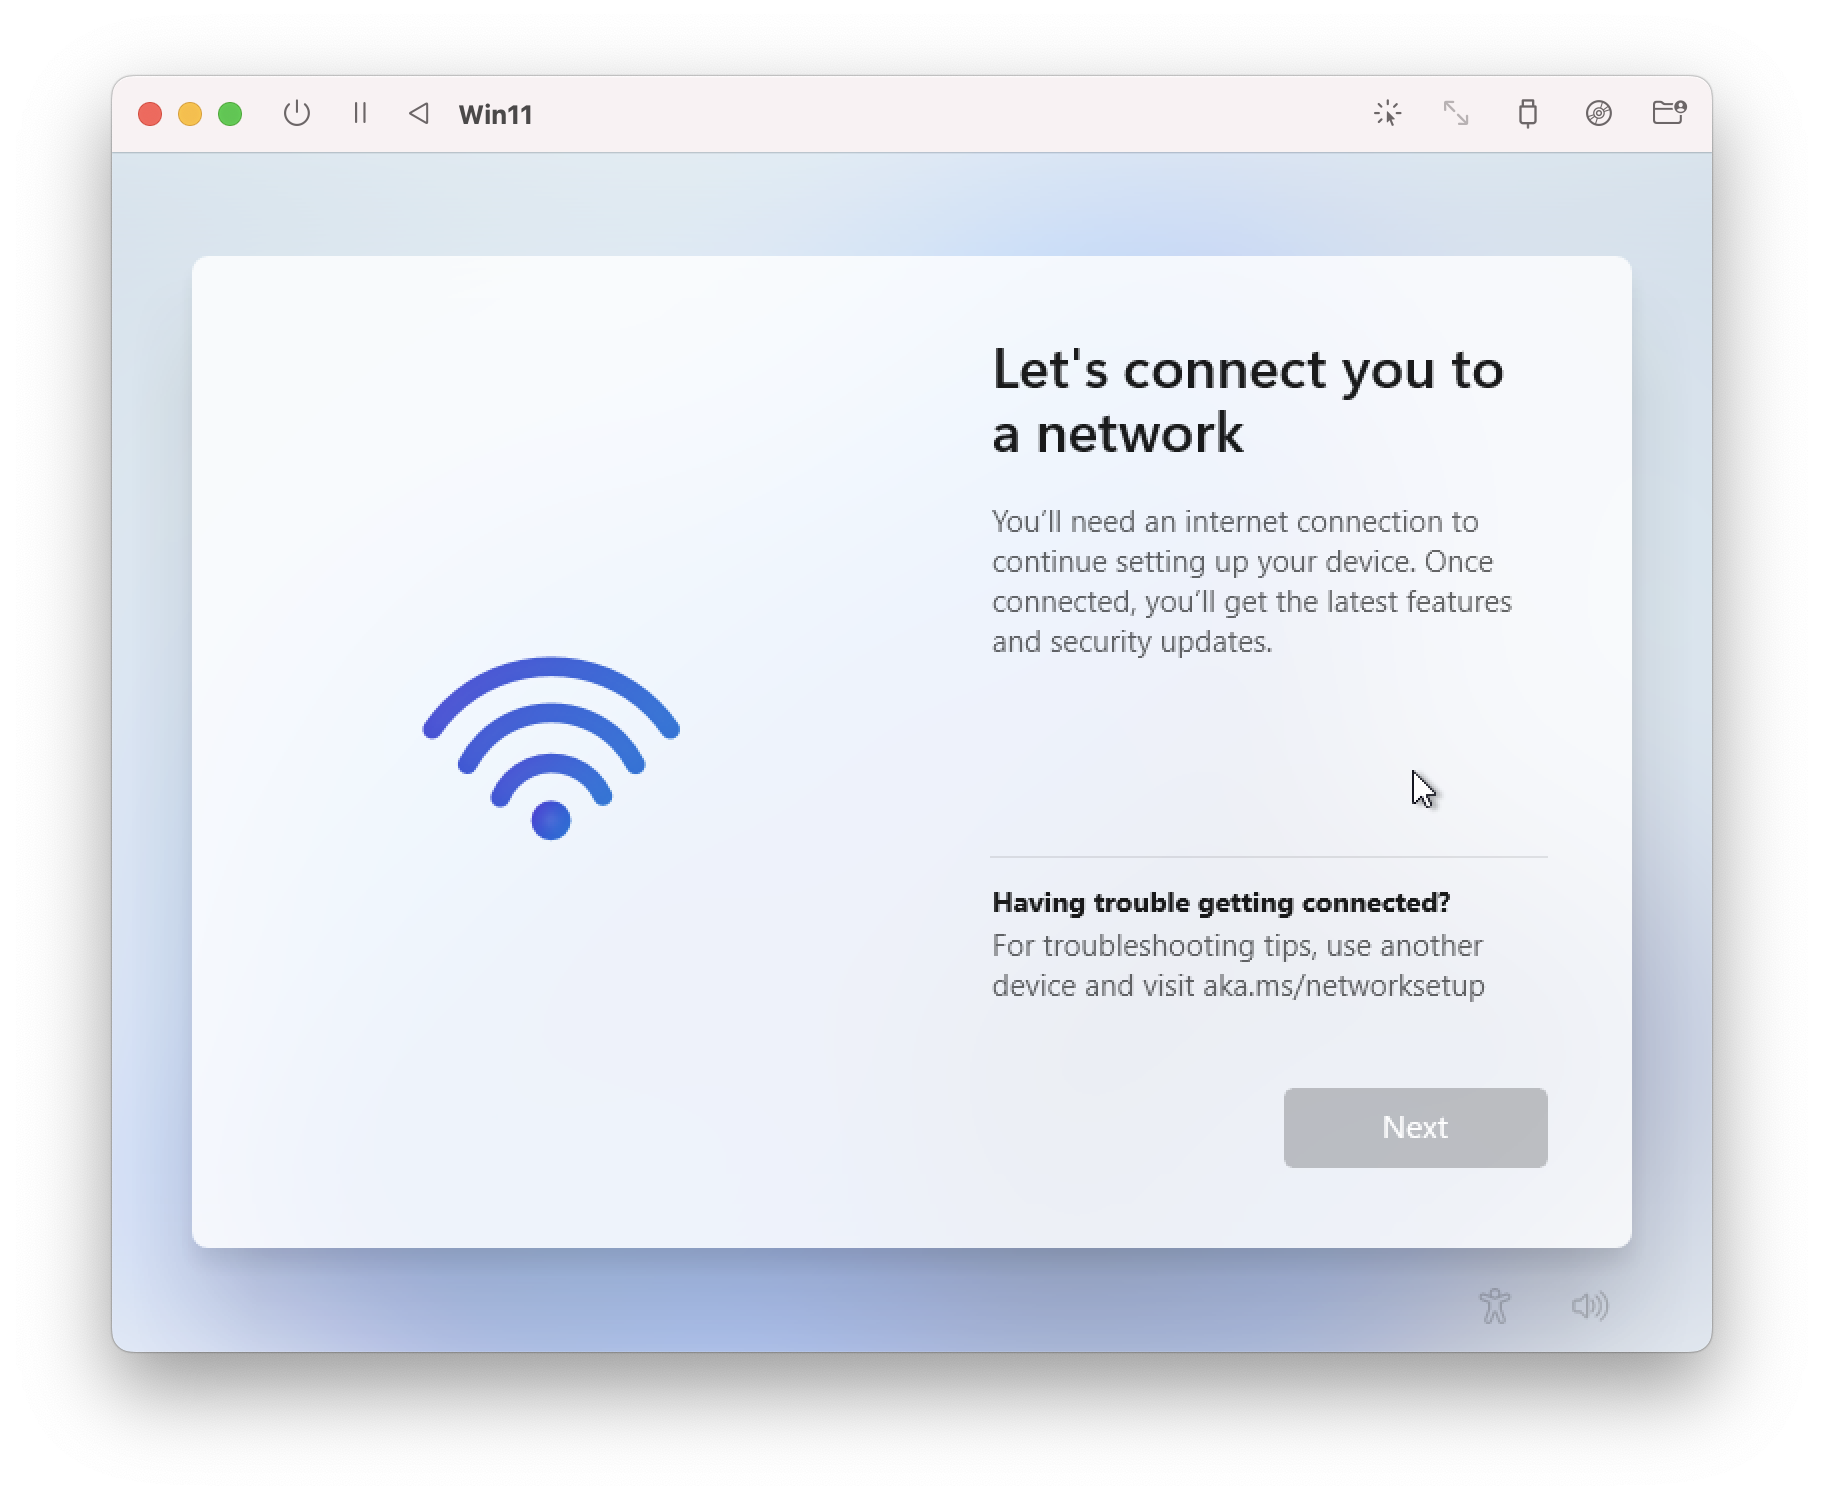 Win11
Let's connect you to
a network
You’ll need an internet connection to
continue setting up your device. Once
connected, you’ll get the latest features
and security updates.
Having trouble getting connected?
For troubleshooting tips, use another
device and visit aka.ms/networksetup
Next